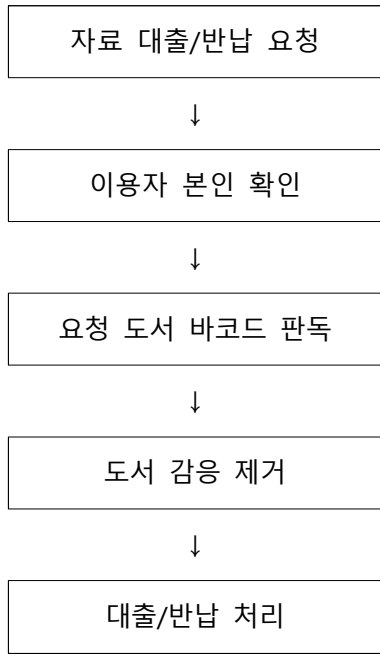 자료 대출/반납 요청
↓
이용자 본인 확인
↓
요청 도서 바코드 판독
↓
도서 감응 제거
↓
대출/반납 처리